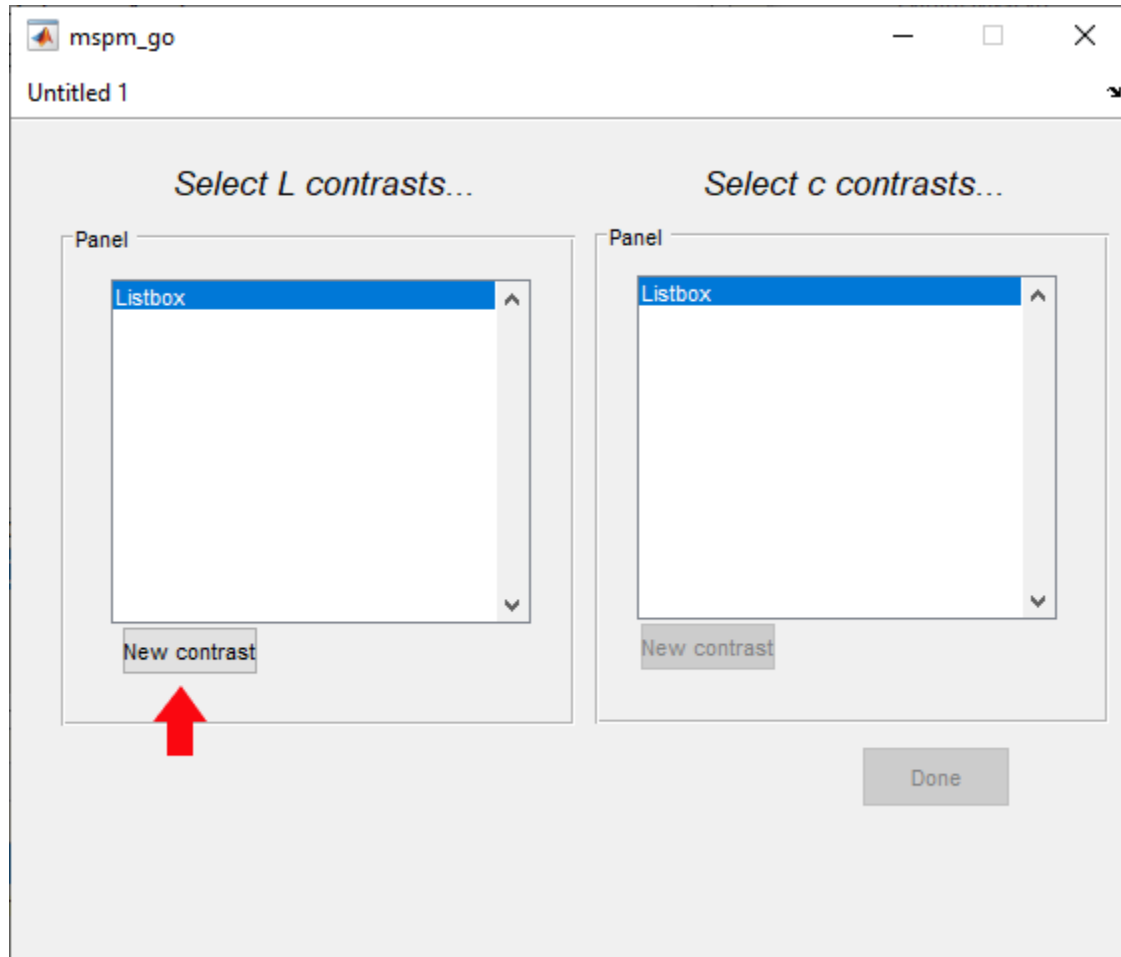 mspm_go
Untitled 1
Select L contrasts...
Panel
Listbox
New contrast
Select c contrasts...
Panel
Listbox
New contrast
Done